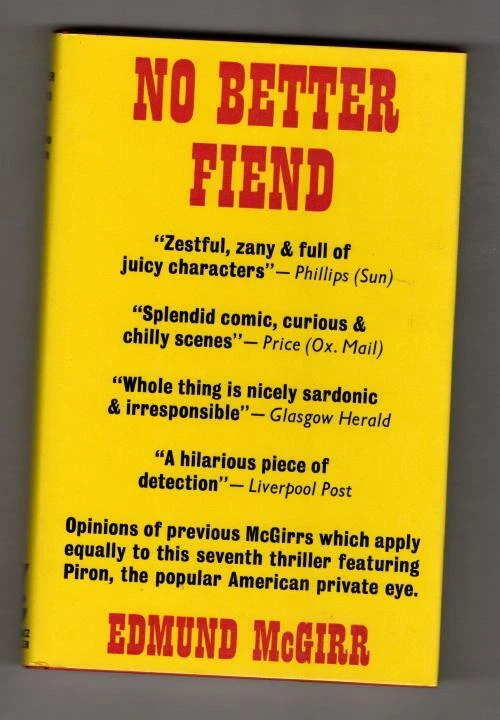 NO BETTER
FIEND
“Zestful, zany & full of
juicy characters”— Phillips (Sun)
“Splendid comic, curious &
chilly scenes”— Price (Ox. Mail)
“Whole thing is nicely sardonic
& irresponsible”— Glasgow Herald
“A hilarious piece of
detection”— Liverpool Post
Opinions of previous McGirrs which apply
equally to this seventh thriller featuring
Piron, the popular American private eye.
EDMUND McGIRR